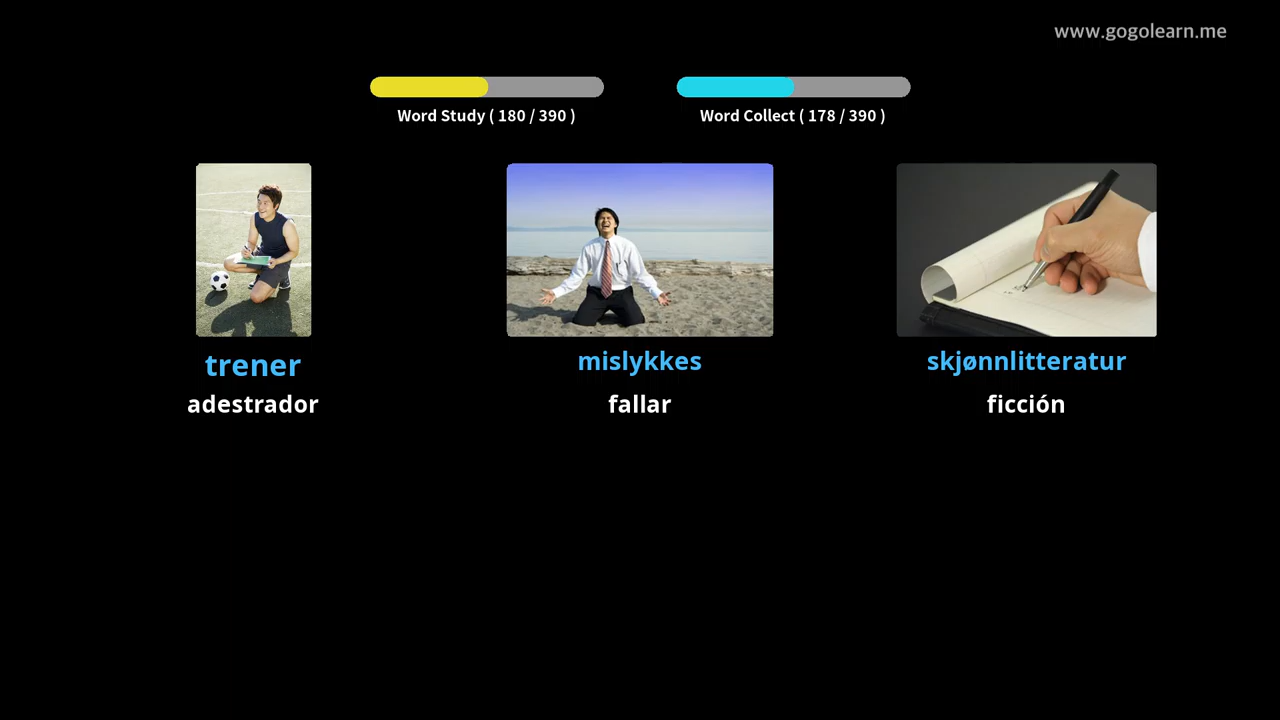 www.gogolearn.me
Word Study ( 180 / 390 )
Word Collect ( 178 / 390 )
trener
mislykkes
skjønnlitteratur
adestrador
fallar
ficción